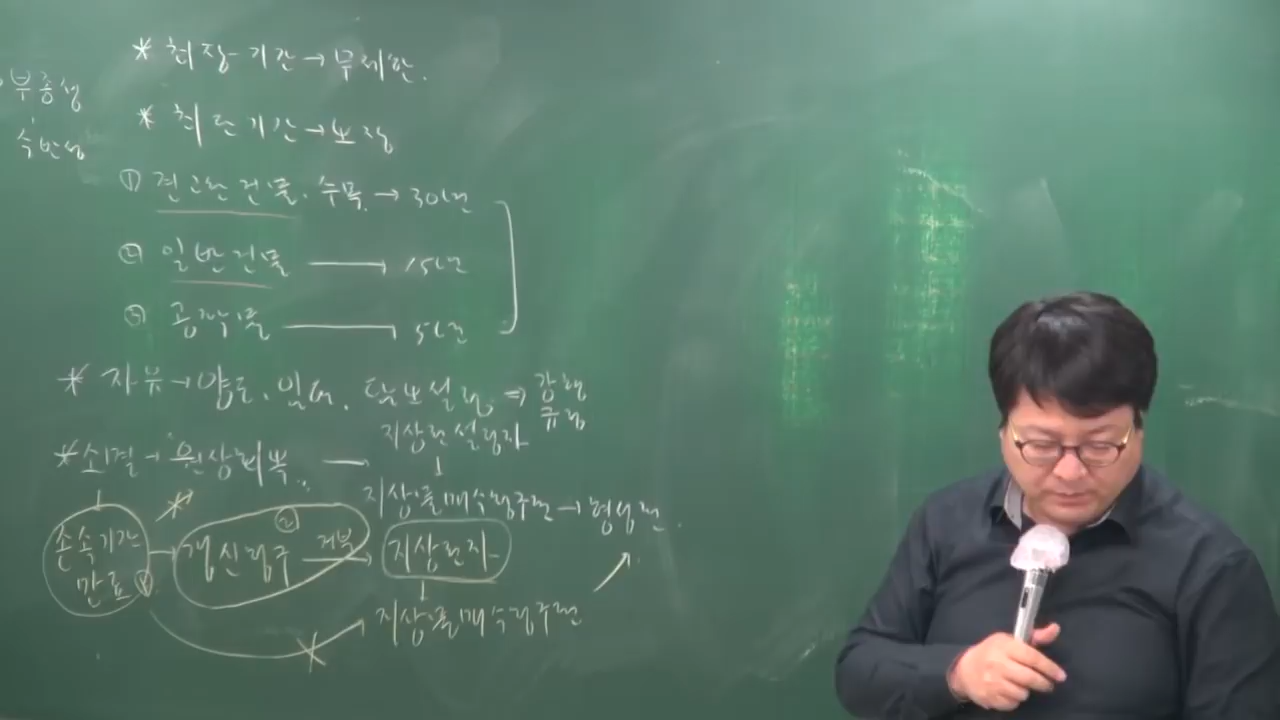 * 최장기간 → 무제한.
부종성
수반성
* 최단기간 → 보장
① 견고한 건물. 수목 → 30년
② 일반건물 → 15년
③ 공작물 → 5년
* 자유 → 양도. 임대. 담보설정 ⇒ 강행규정
지상권설정자
* 소멸 → 원상회복 →
지상물매수청구권 → 형성권.
존속기간만료 ① → 갱신청구 ② 거절 → 지상권자
지상물매수청구권